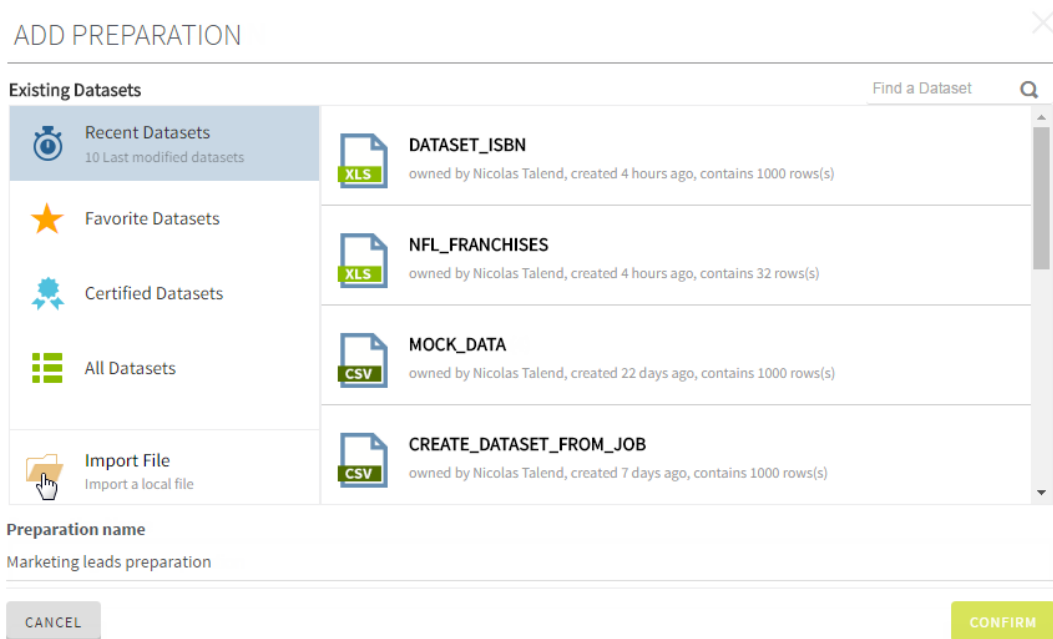 ADD PREPARATION
Existing Datasets
Find a Dataset
Recent Datasets
10 Last modified datasets
Favorite Datasets
Certified Datasets
All Datasets
Import File
Import a local file
XLS
DATASET_ISBN
owned by Nicolas Talend, created 4 hours ago, contains 1000 rows(s)
XLS
NFL_FRANCHISES
owned by Nicolas Talend, created 4 hours ago, contains 32 rows(s)
CSV
MOCK_DATA
owned by Nicolas Talend, created 22 days ago, contains 1000 rows(s)
CSV
CREATE_DATASET_FROM_JOB
owned by Nicolas Talend, created 7 days ago, contains 1000 rows(s)
Preparation name
Marketing leads preparation
CANCEL
CONFIRM